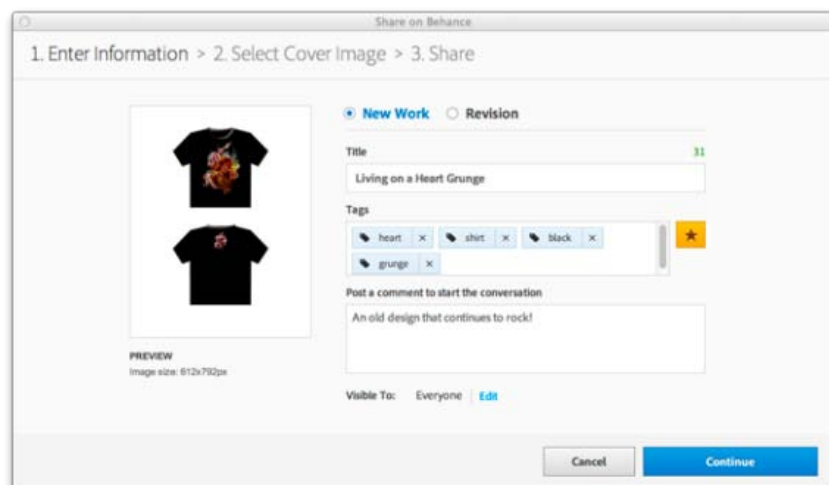 Share on Behance
1. Enter Information > 2. Select Cover Image > 3. Share
New Work Revision
Title 31
Living on a Heart Grunge
Tags
heart × shirt × black ×
grunge ×
Post a comment to start the conversation
An old design that continues to rock!
PREVIEW
Image size: 612x792px
Visible To: Everyone Edit
Cancel Continue